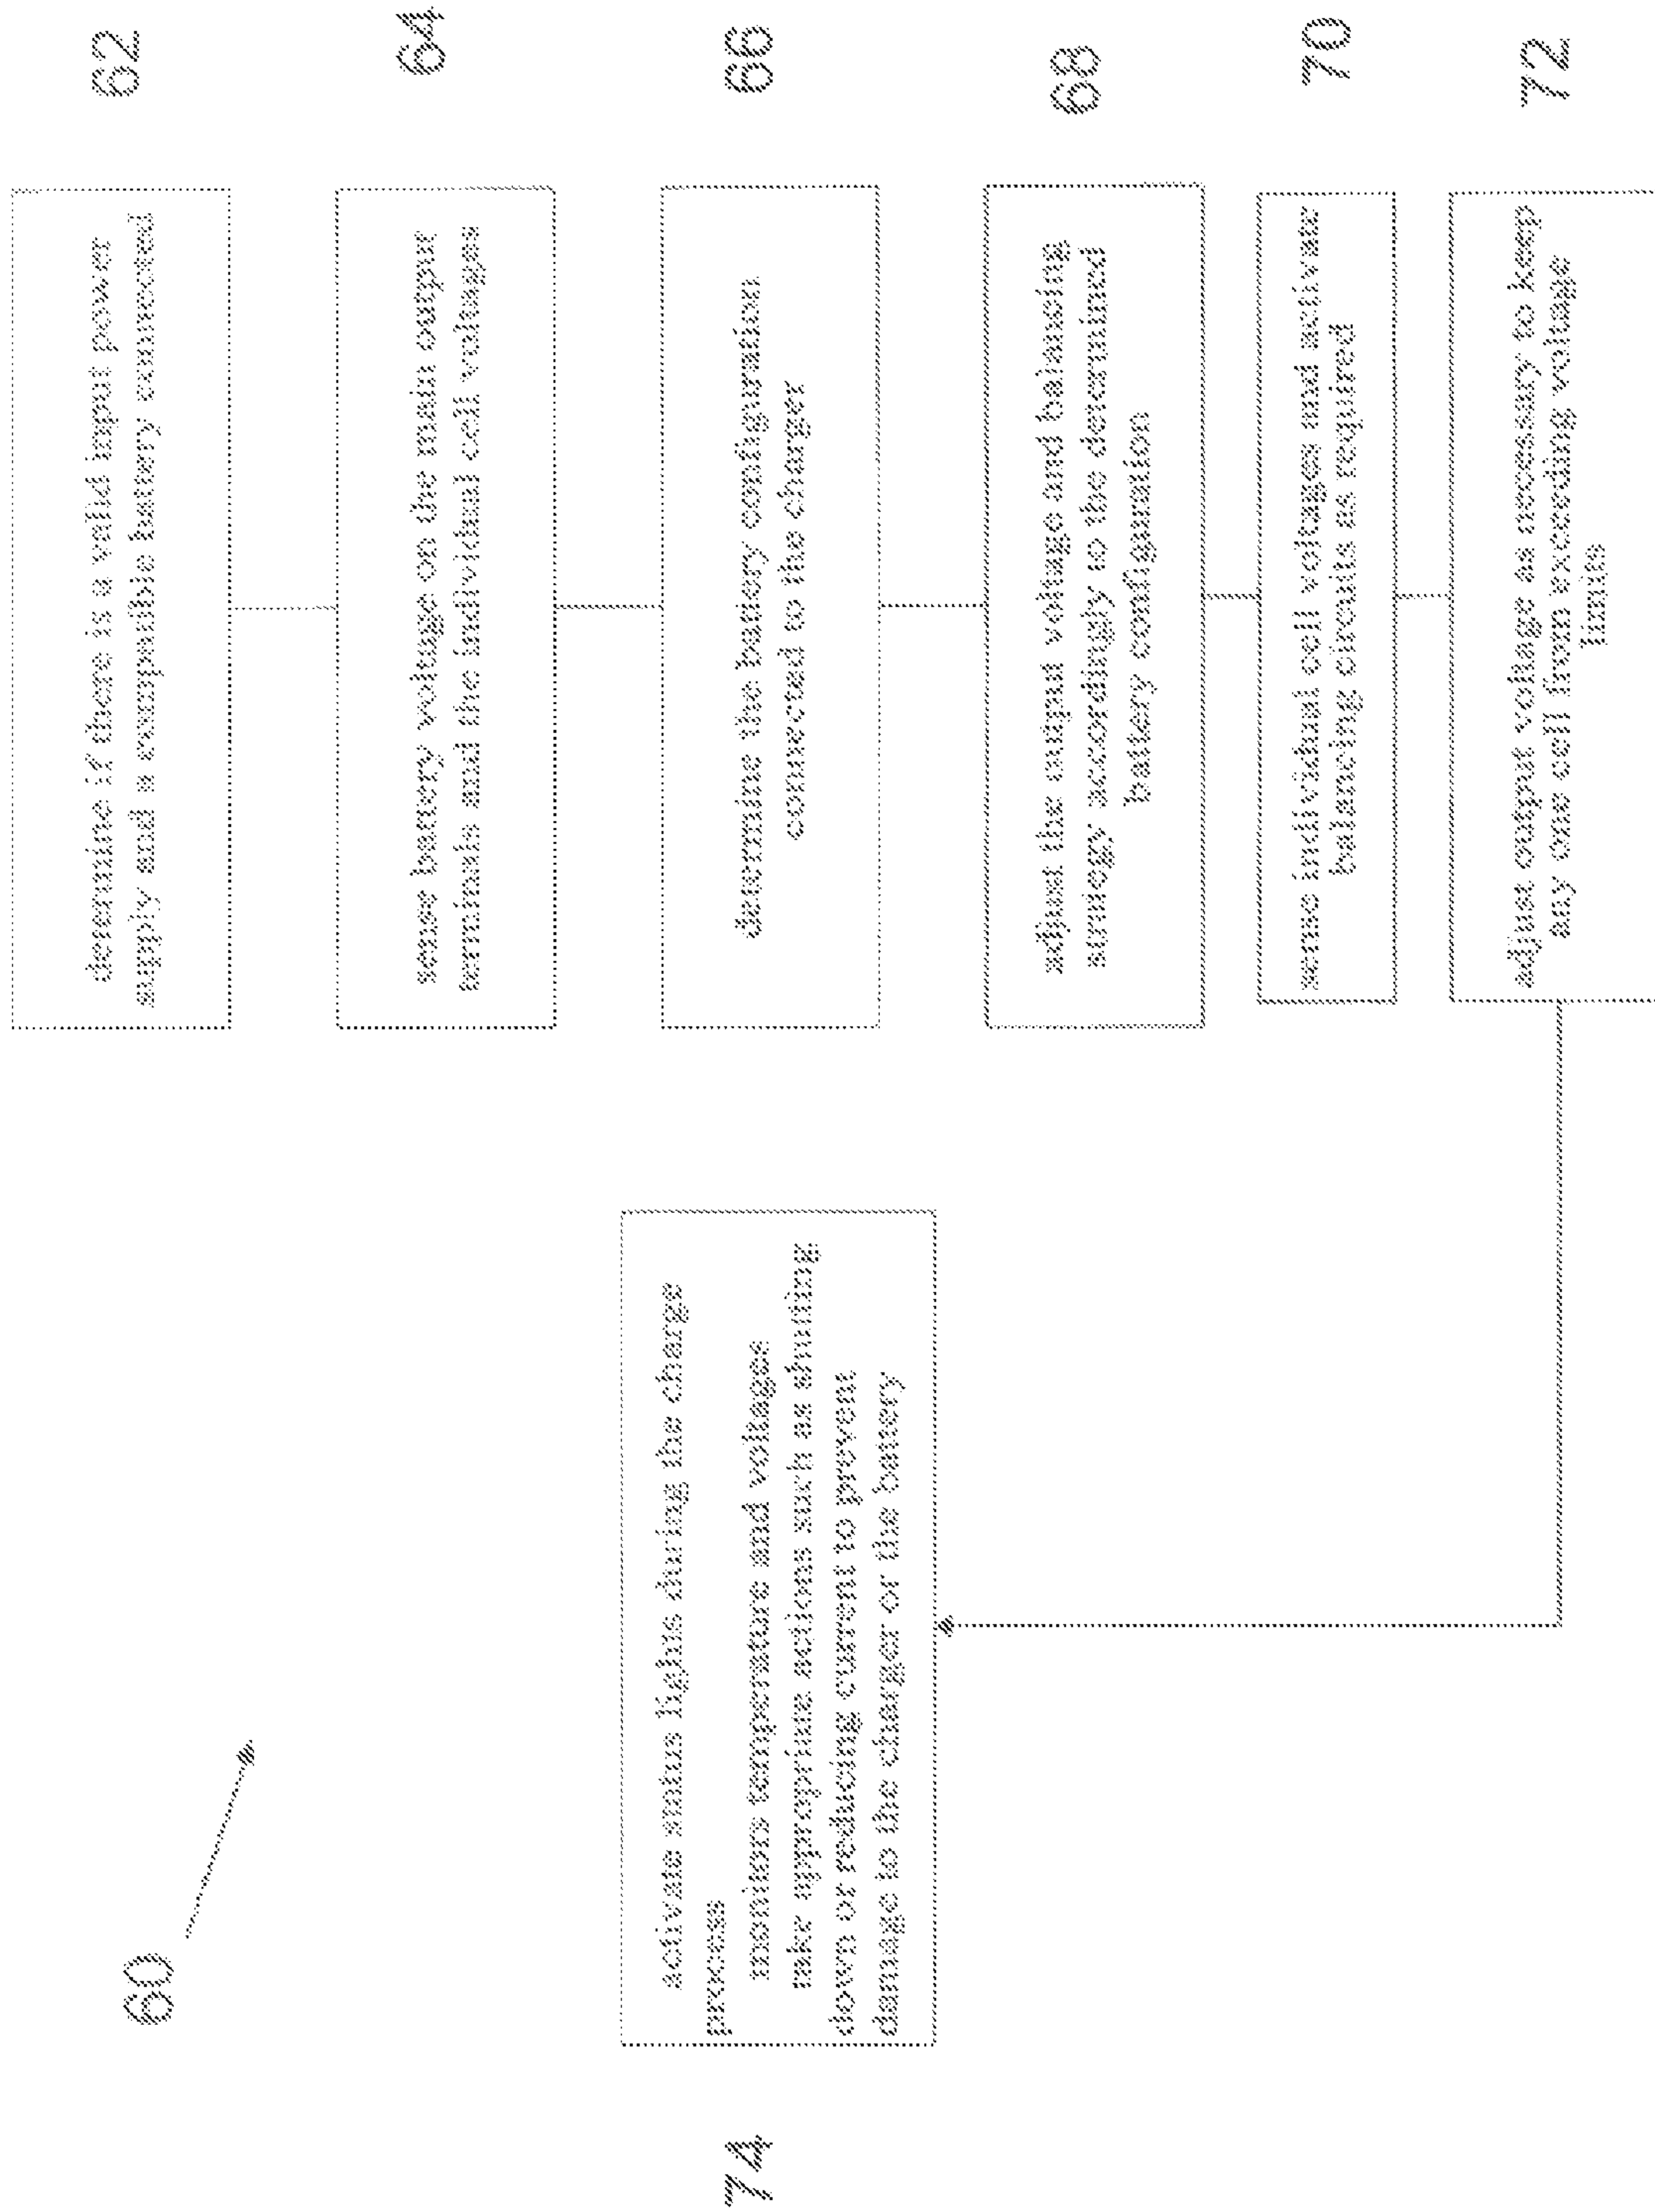 60
62
determine if there is a valid input power
supply and a compatible battery connected
64
sense battery voltage on the main output
terminals and the individual cell voltages
66
determine the battery configuration
connected to the charger
68
adjust the output voltage and balancing
strategy accordingly to the determined
battery configuration
70
sense individual cell voltages and activate
balancing circuits as required
72
adjust output voltage as necessary to keep
any one cell from exceeding voltage
limits
74
activate status lights during the charge
process
monitors temperature and voltages
take appropriate actions such as shutting
down or reducing current to prevent
damage to the charger or the battery